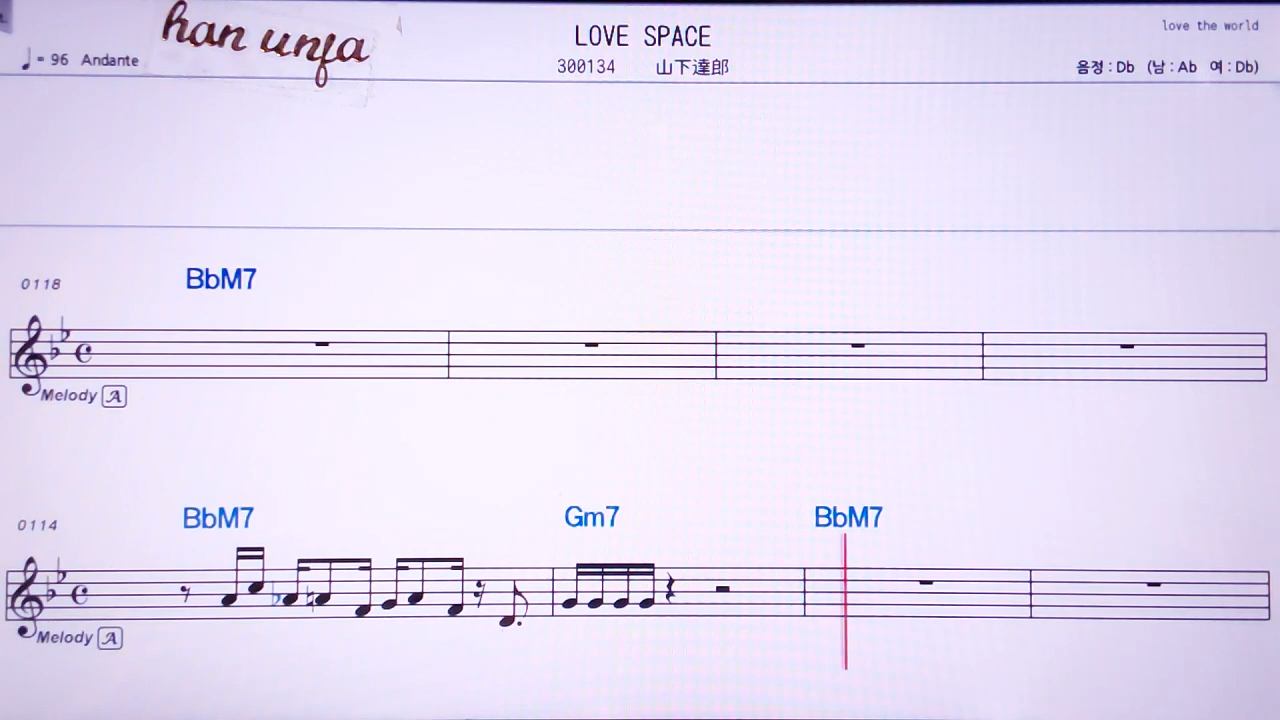 han unfa
LOVE SPACE
love the world
♩= 96 Andante
300134 山下達郎
음정 : Db (남 : Ab 여 : Db)
0118 BbM7
Melody A
0114 BbM7 Gm7 BbM7
Melody A